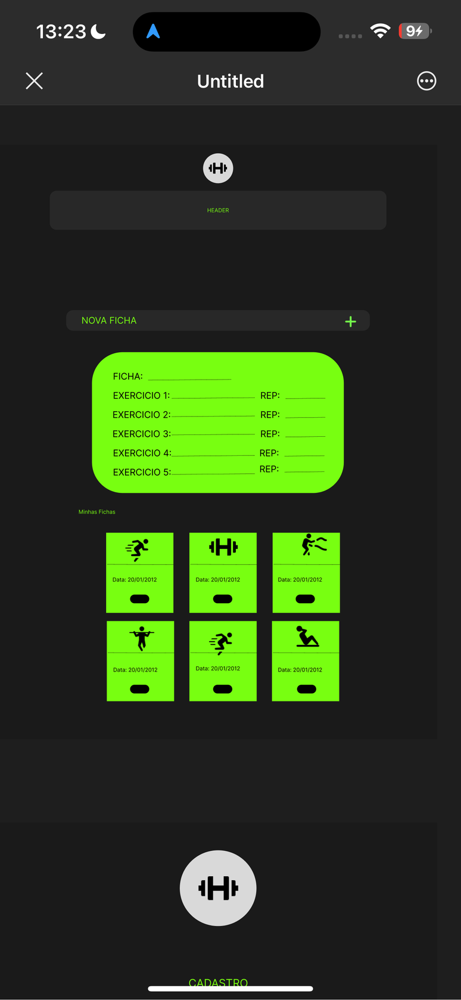 13:23
9
Untitled
HEADER
NOVA FICHA +
FICHA:
EXERCICIO 1: REP:
EXERCICIO 2: REP:
EXERCICIO 3: REP:
EXERCICIO 4: REP:
EXERCICIO 5: REP:
Minhas Fichas
Data: 20/01/2012 Data: 20/01/2012 Data: 20/01/2012
Data: 20/01/2012 Data: 20/01/2012 Data: 20/01/2012
CADASTRO